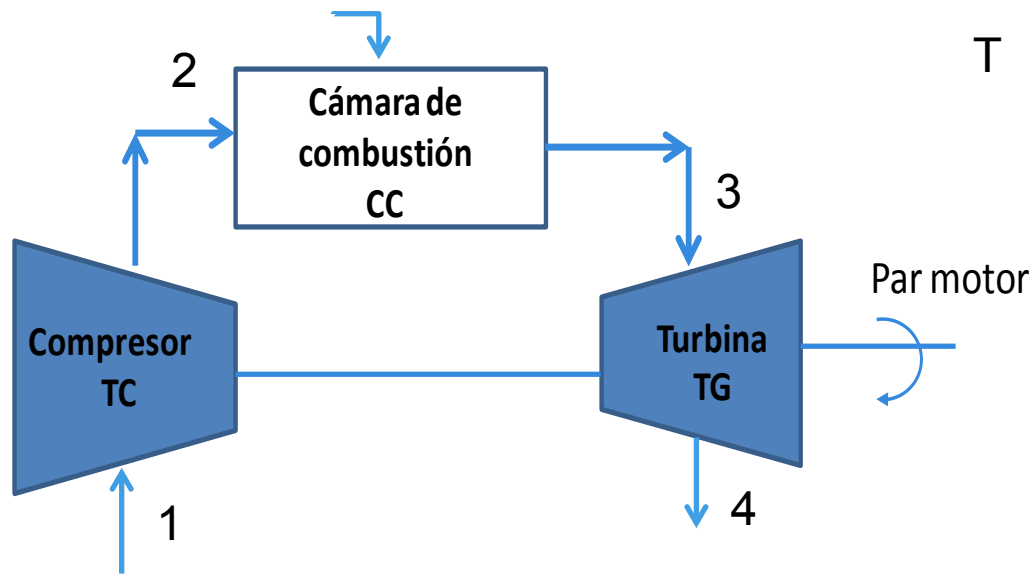 T
2
Cámara de
combustión
CC
3
Par motor
Compresor
TC
Turbina
TG
1
4